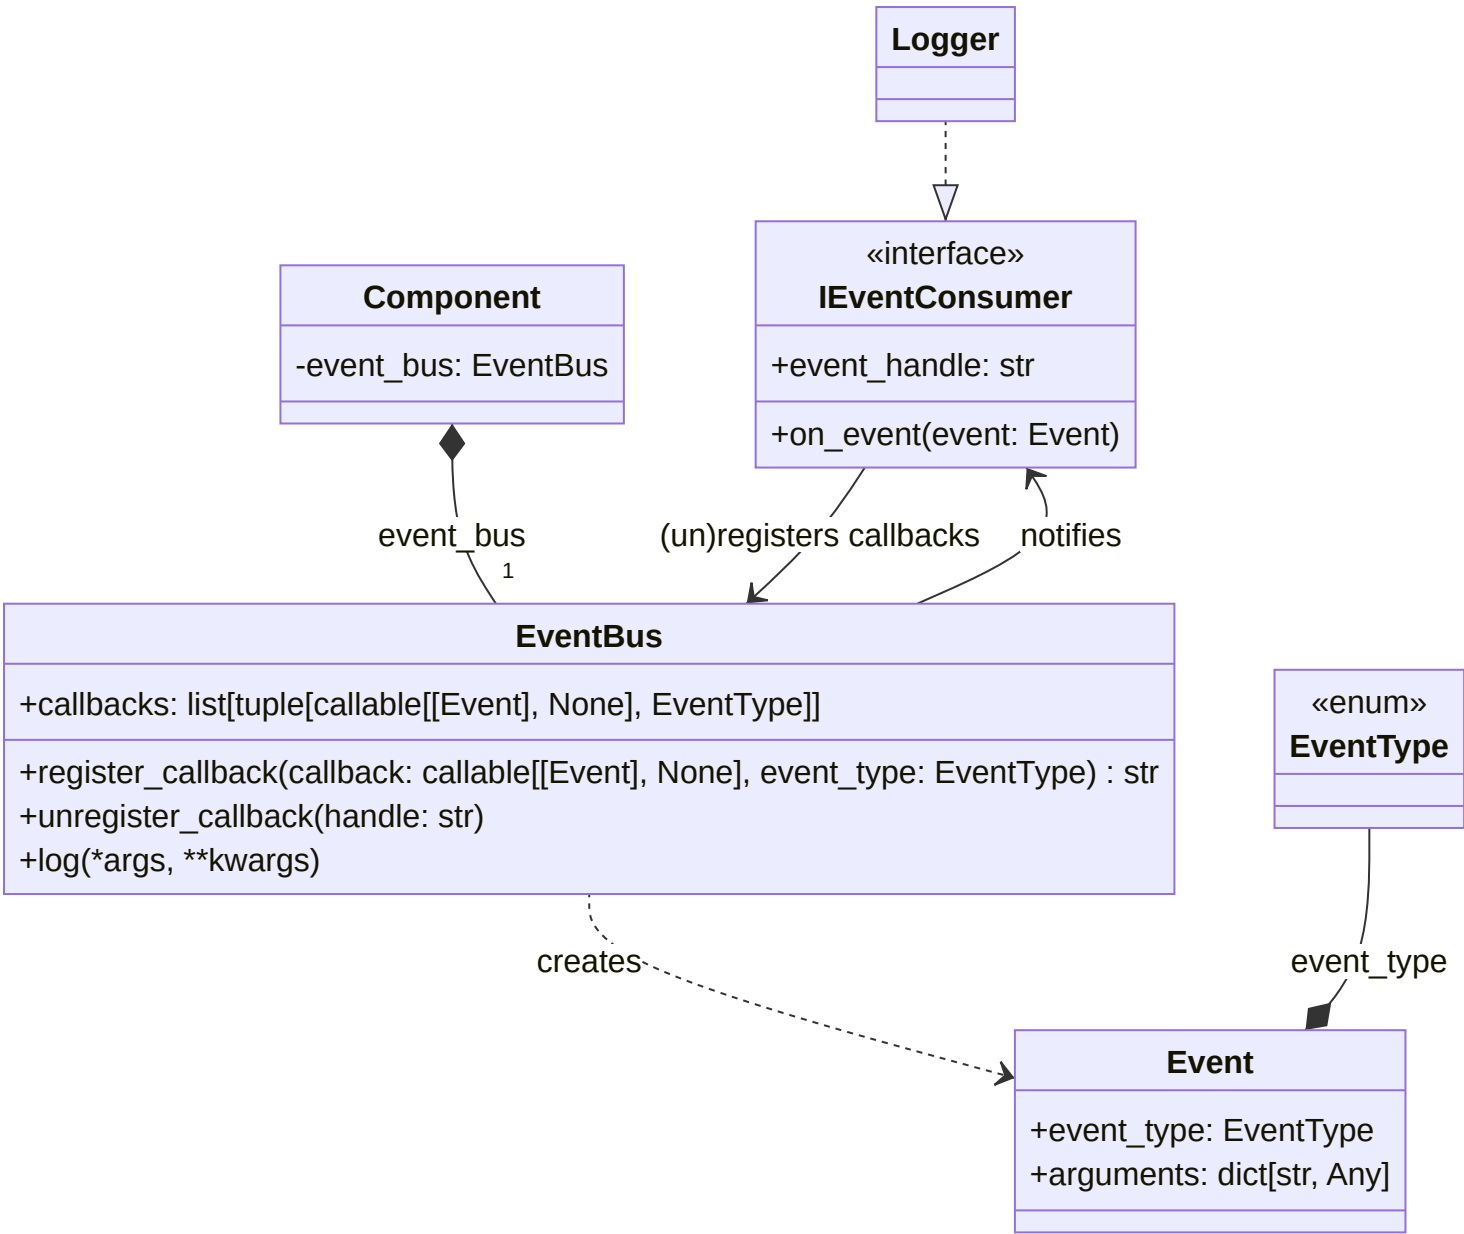 Logger
«interface»
IEventConsumer
+event_handle: str
+on_event(event: Event)
Component
-event_bus: EventBus
event_bus
1
(un)registers callbacks
notifies
EventBus
+callbacks: list[tuple[callable[[Event], None], EventType]]
+register_callback(callback: callable[[Event], None], event_type: EventType) : str
+unregister_callback(handle: str)
+log(*args, **kwargs)
«enum»
EventType
creates
event_type
Event
+event_type: EventType
+arguments: dict[str, Any]